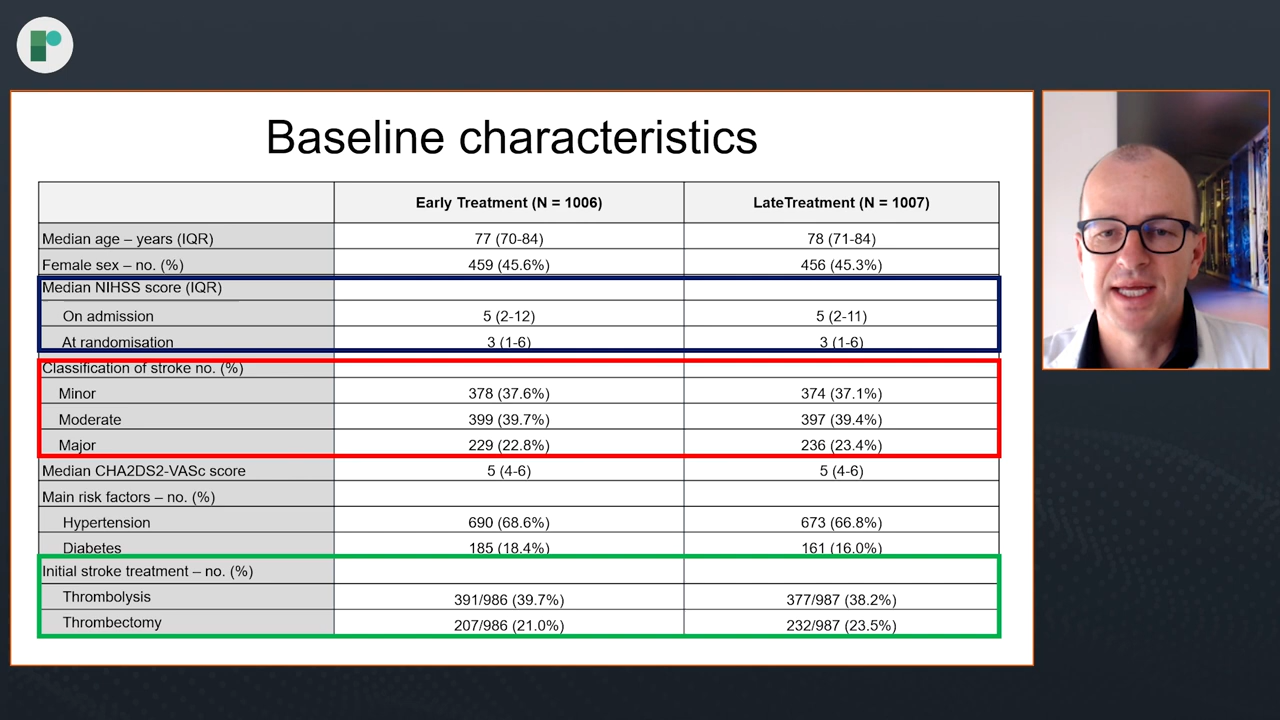 Baseline characteristics
Early Treatment (N = 1006) LateTreatment (N = 1007)
Median age – years (IQR) 77 (70-84) 78 (71-84)
Female sex – no. (%) 459 (45.6%) 456 (45.3%)
Median NIHSS score (IQR)
On admission 5 (2-12) 5 (2-11)
At randomisation 3 (1-6) 3 (1-6)
Classification of stroke no. (%)
Minor 378 (37.6%) 374 (37.1%)
Moderate 399 (39.7%) 397 (39.4%)
Major 229 (22.8%) 236 (23.4%)
Median CHA2DS2-VASc score 5 (4-6) 5 (4-6)
Main risk factors – no. (%)
Hypertension 690 (68.6%) 673 (66.8%)
Diabetes 185 (18.4%) 161 (16.0%)
Initial stroke treatment – no. (%)
Thrombolysis 391/986 (39.7%) 377/987 (38.2%)
Thrombectomy 207/986 (21.0%) 232/987 (23.5%)